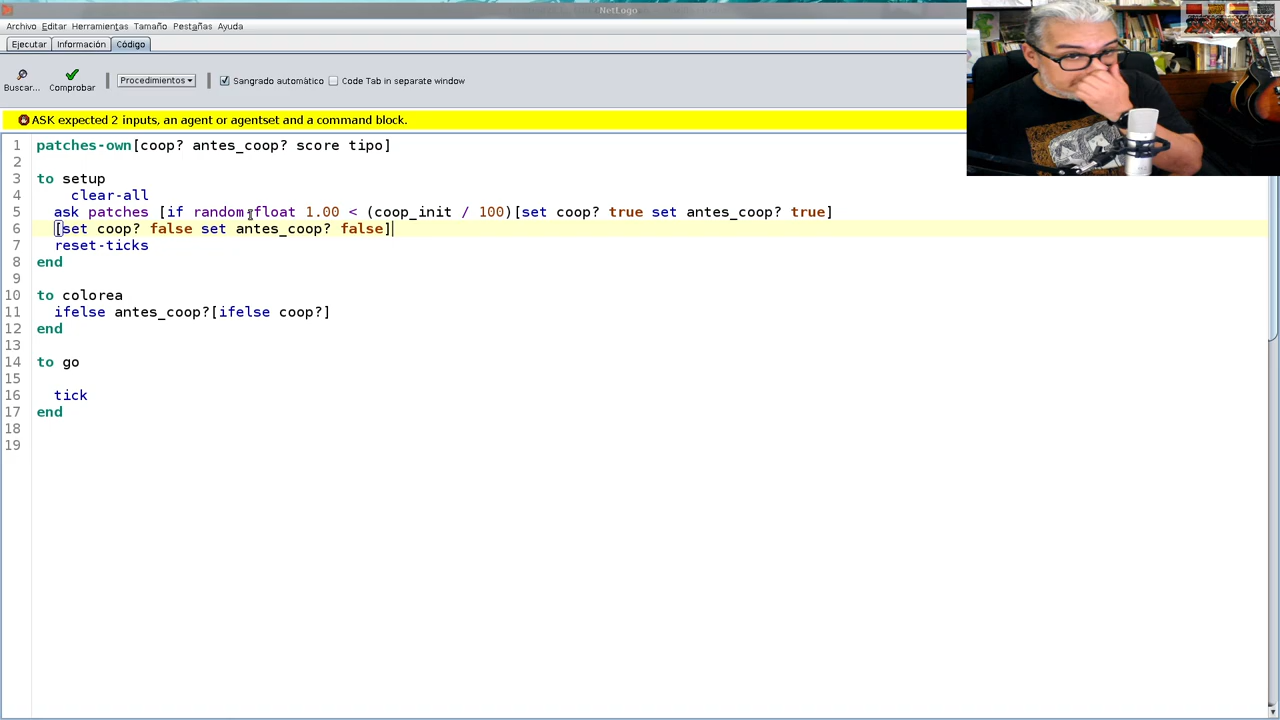 NetLogo
Archivo Editar Herramientas Tamaño Pestañas Ayuda
Ejecutar Información Código
Buscar... Comprobar Procedimientos Sangrado automático Code Tab in separate window
ASK expected 2 inputs, an agent or agentset and a command block.
1 patches-own[coop? antes_coop? score tipo]
3 to setup
4 clear-all
5 ask patches [if random-float 1.00 < (coop_init / 100)[set coop? true set antes_coop? true]
6 [set coop? false set antes_coop? false]
7 reset-ticks
8 end
9
10 to colorea
11 ifelse antes_coop?[ifelse coop?]
12 end
13
14 to go
15
16 tick
17 end
18
19